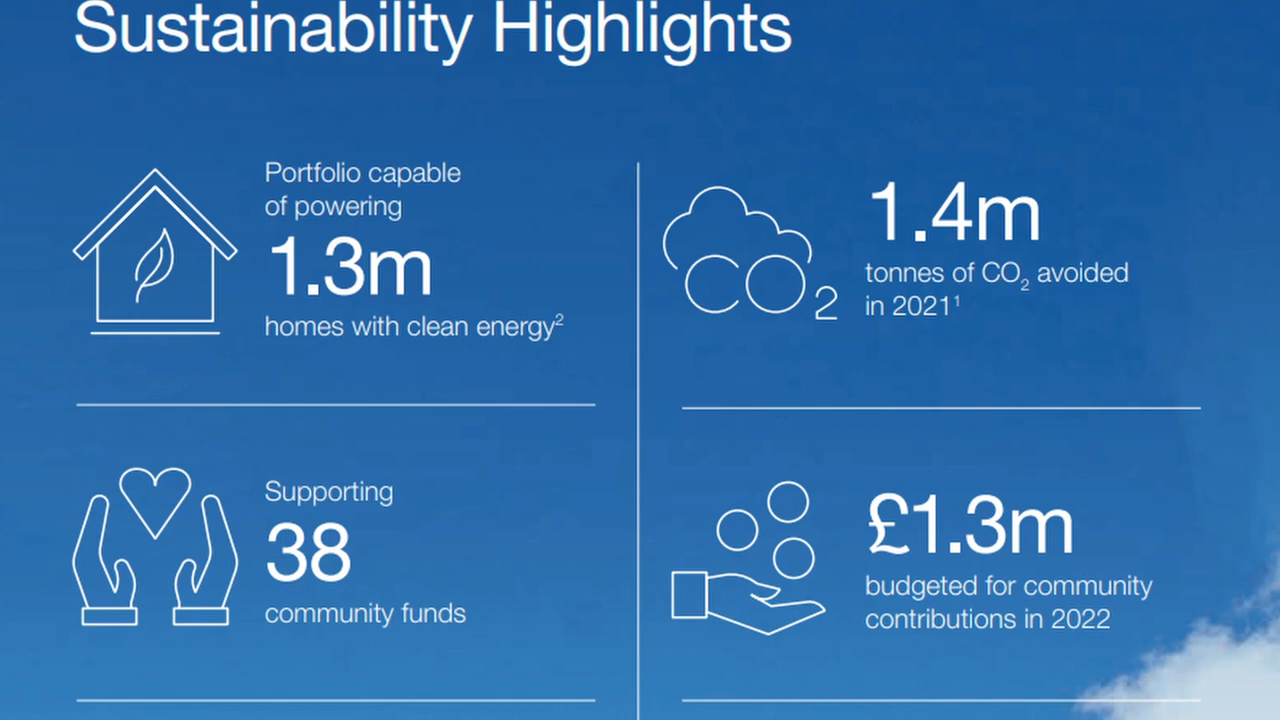 Sustainability Highlights
Portfolio capable
of powering
1.3m
homes with clean energy²
1.4m
tonnes of CO₂ avoided
in 2021¹
CO2
Supporting
38
community funds
£1.3m
budgeted for community
contributions in 2022